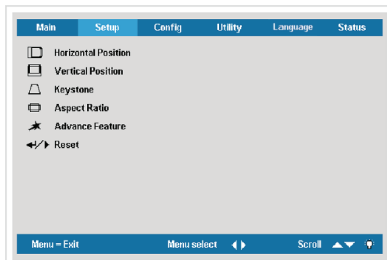 Main Setup Config Utility Language Status
Horizontal Position
Vertical Position
Keystone
Aspect Ratio
Advance Feature
Reset
Menu = Exit Menu select Scroll